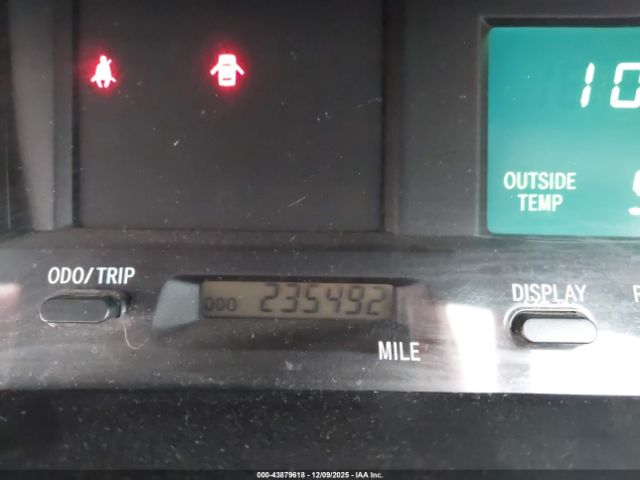 10
OUTSIDE
TEMP
ODO/TRIP
ODO 235492
DISPLAY
MILE
000-43879618 - 12/09/2025 - IAA Inc.